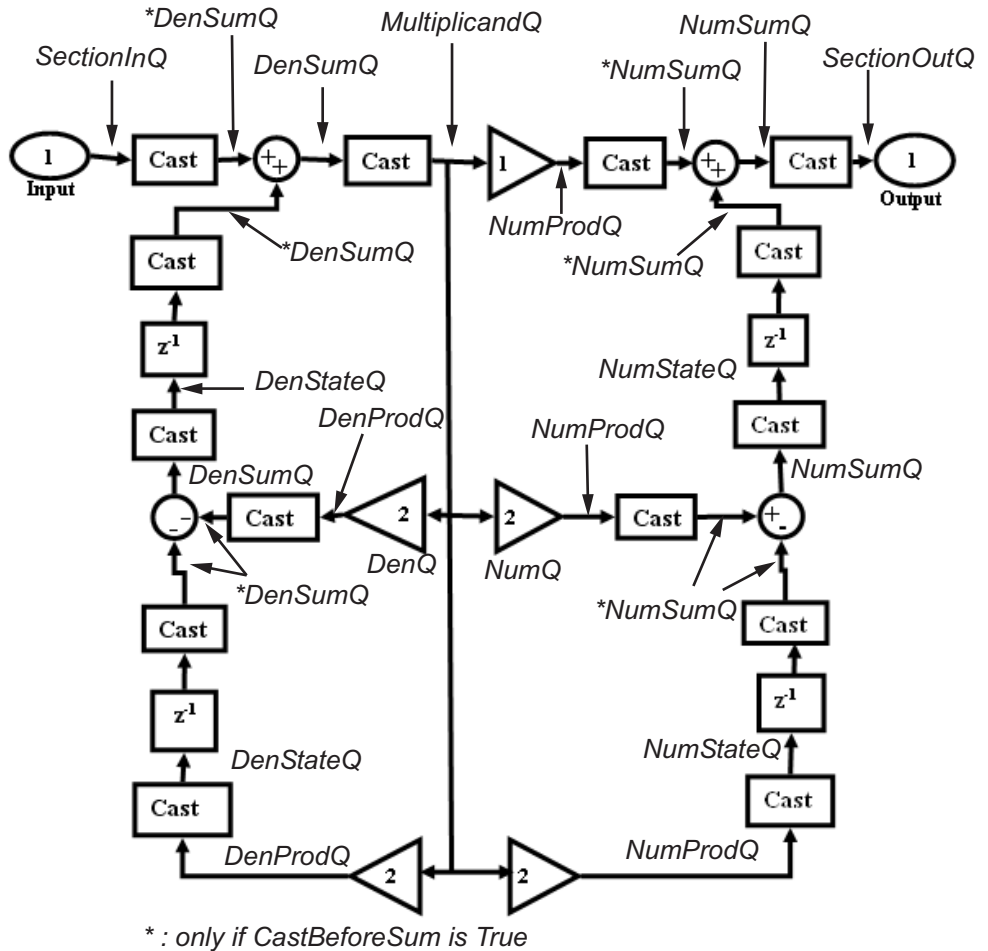 *DenSumQ
MultiplicandQ
NumSumQ
SectionInQ
DenSumQ
*NumSumQ
SectionOutQ
1
Input
Cast
++
Cast
1
Cast
++
Cast
1
Output
NumProdQ
*DenSumQ
*NumSumQ
Cast
Cast
z-1
z-1
DenStateQ
NumStateQ
Cast
DenProdQ
NumProdQ
Cast
DenSumQ
NumSumQ
--
Cast
2
2
Cast
+-
DenQ
NumQ
*DenSumQ
*NumSumQ
Cast
Cast
z-1
z-1
DenStateQ
NumStateQ
Cast
Cast
DenProdQ
2
2
NumProdQ
* : only if CastBeforeSum is True